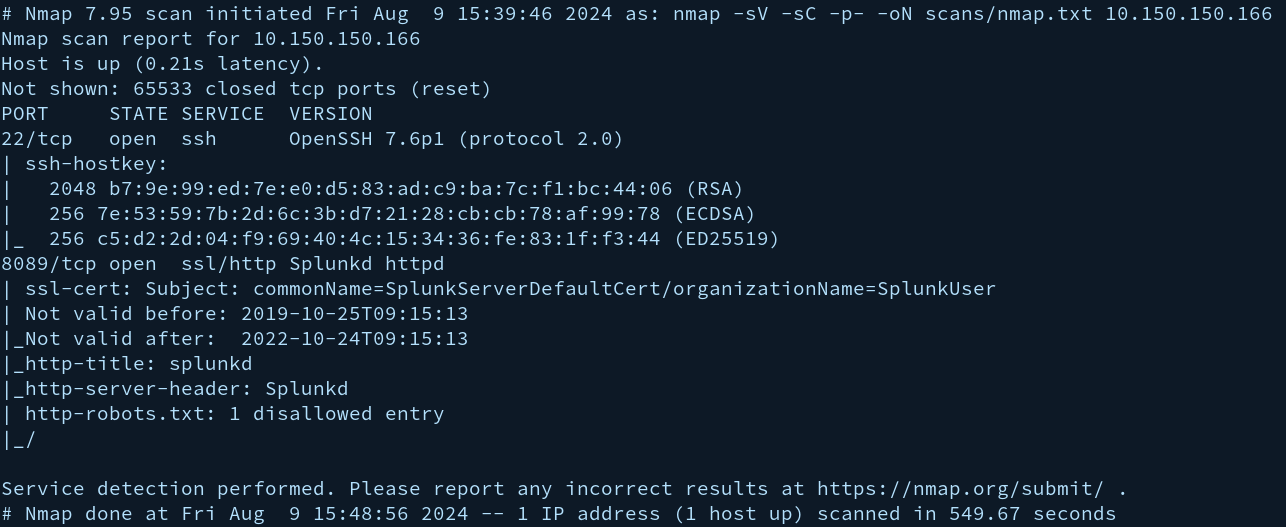 # Nmap 7.95 scan initiated Fri Aug  9 15:39:46 2024 as: nmap -sV -sC -p- -oN scans/nmap.txt 10.150.150.166
Nmap scan report for 10.150.150.166
Host is up (0.21s latency).
Not shown: 65533 closed tcp ports (reset)
PORT     STATE SERVICE  VERSION
22/tcp   open  ssh      OpenSSH 7.6p1 (protocol 2.0)
| ssh-hostkey:
|   2048 b7:9e:99:ed:7e:e0:d5:83:ad:c9:ba:7c:f1:bc:44:06 (RSA)
|   256 7e:53:59:7b:2d:6c:3b:d7:21:28:cb:cb:78:af:99:78 (ECDSA)
|_  256 c5:d2:2d:04:f9:69:40:4c:15:34:36:fe:83:1f:f3:44 (ED25519)
8089/tcp open  ssl/http Splunkd httpd
| ssl-cert: Subject: commonName=SplunkServerDefaultCert/organizationName=SplunkUser
| Not valid before: 2019-10-25T09:15:13
|_Not valid after:  2022-10-24T09:15:13
|_http-title: splunkd
|_http-server-header: Splunkd
| http-robots.txt: 1 disallowed entry
|_/

Service detection performed. Please report any incorrect results at https://nmap.org/submit/ .
# Nmap done at Fri Aug  9 15:48:56 2024 -- 1 IP address (1 host up) scanned in 549.67 seconds